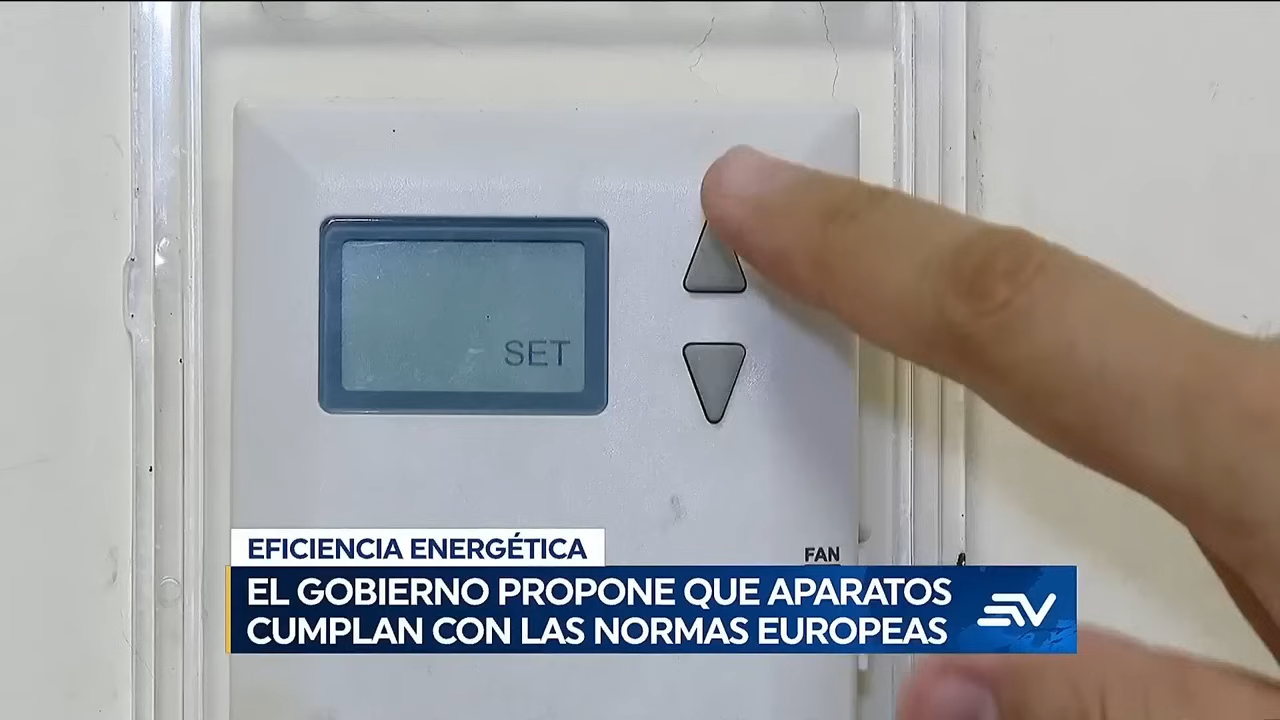 SET
FAN
EFICIENCIA ENERGÉTICA
EL GOBIERNO PROPONE QUE APARATOS
CUMPLAN CON LAS NORMAS EUROPEAS